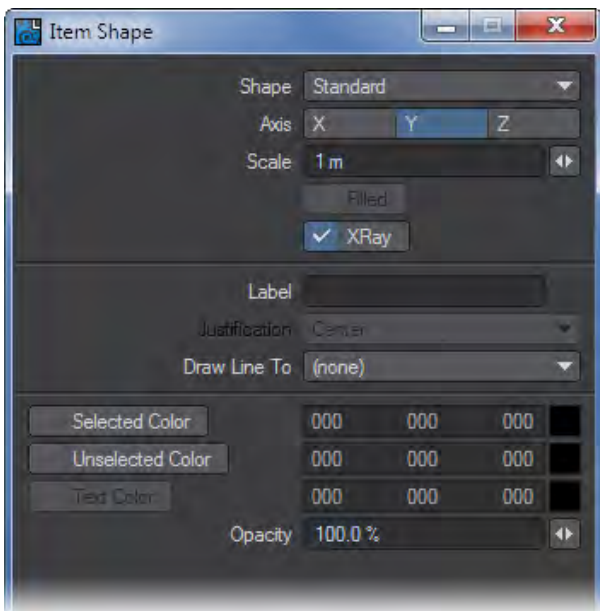 Item Shape
Shape Standard
Axis X Y Z
Scale 1 m
Filled
XRay
Label
Justification Center
Draw Line To (none)
Selected Color 000 000 000
Unselected Color 000 000 000
Text Color 000 000 000
Opacity 100.0 %